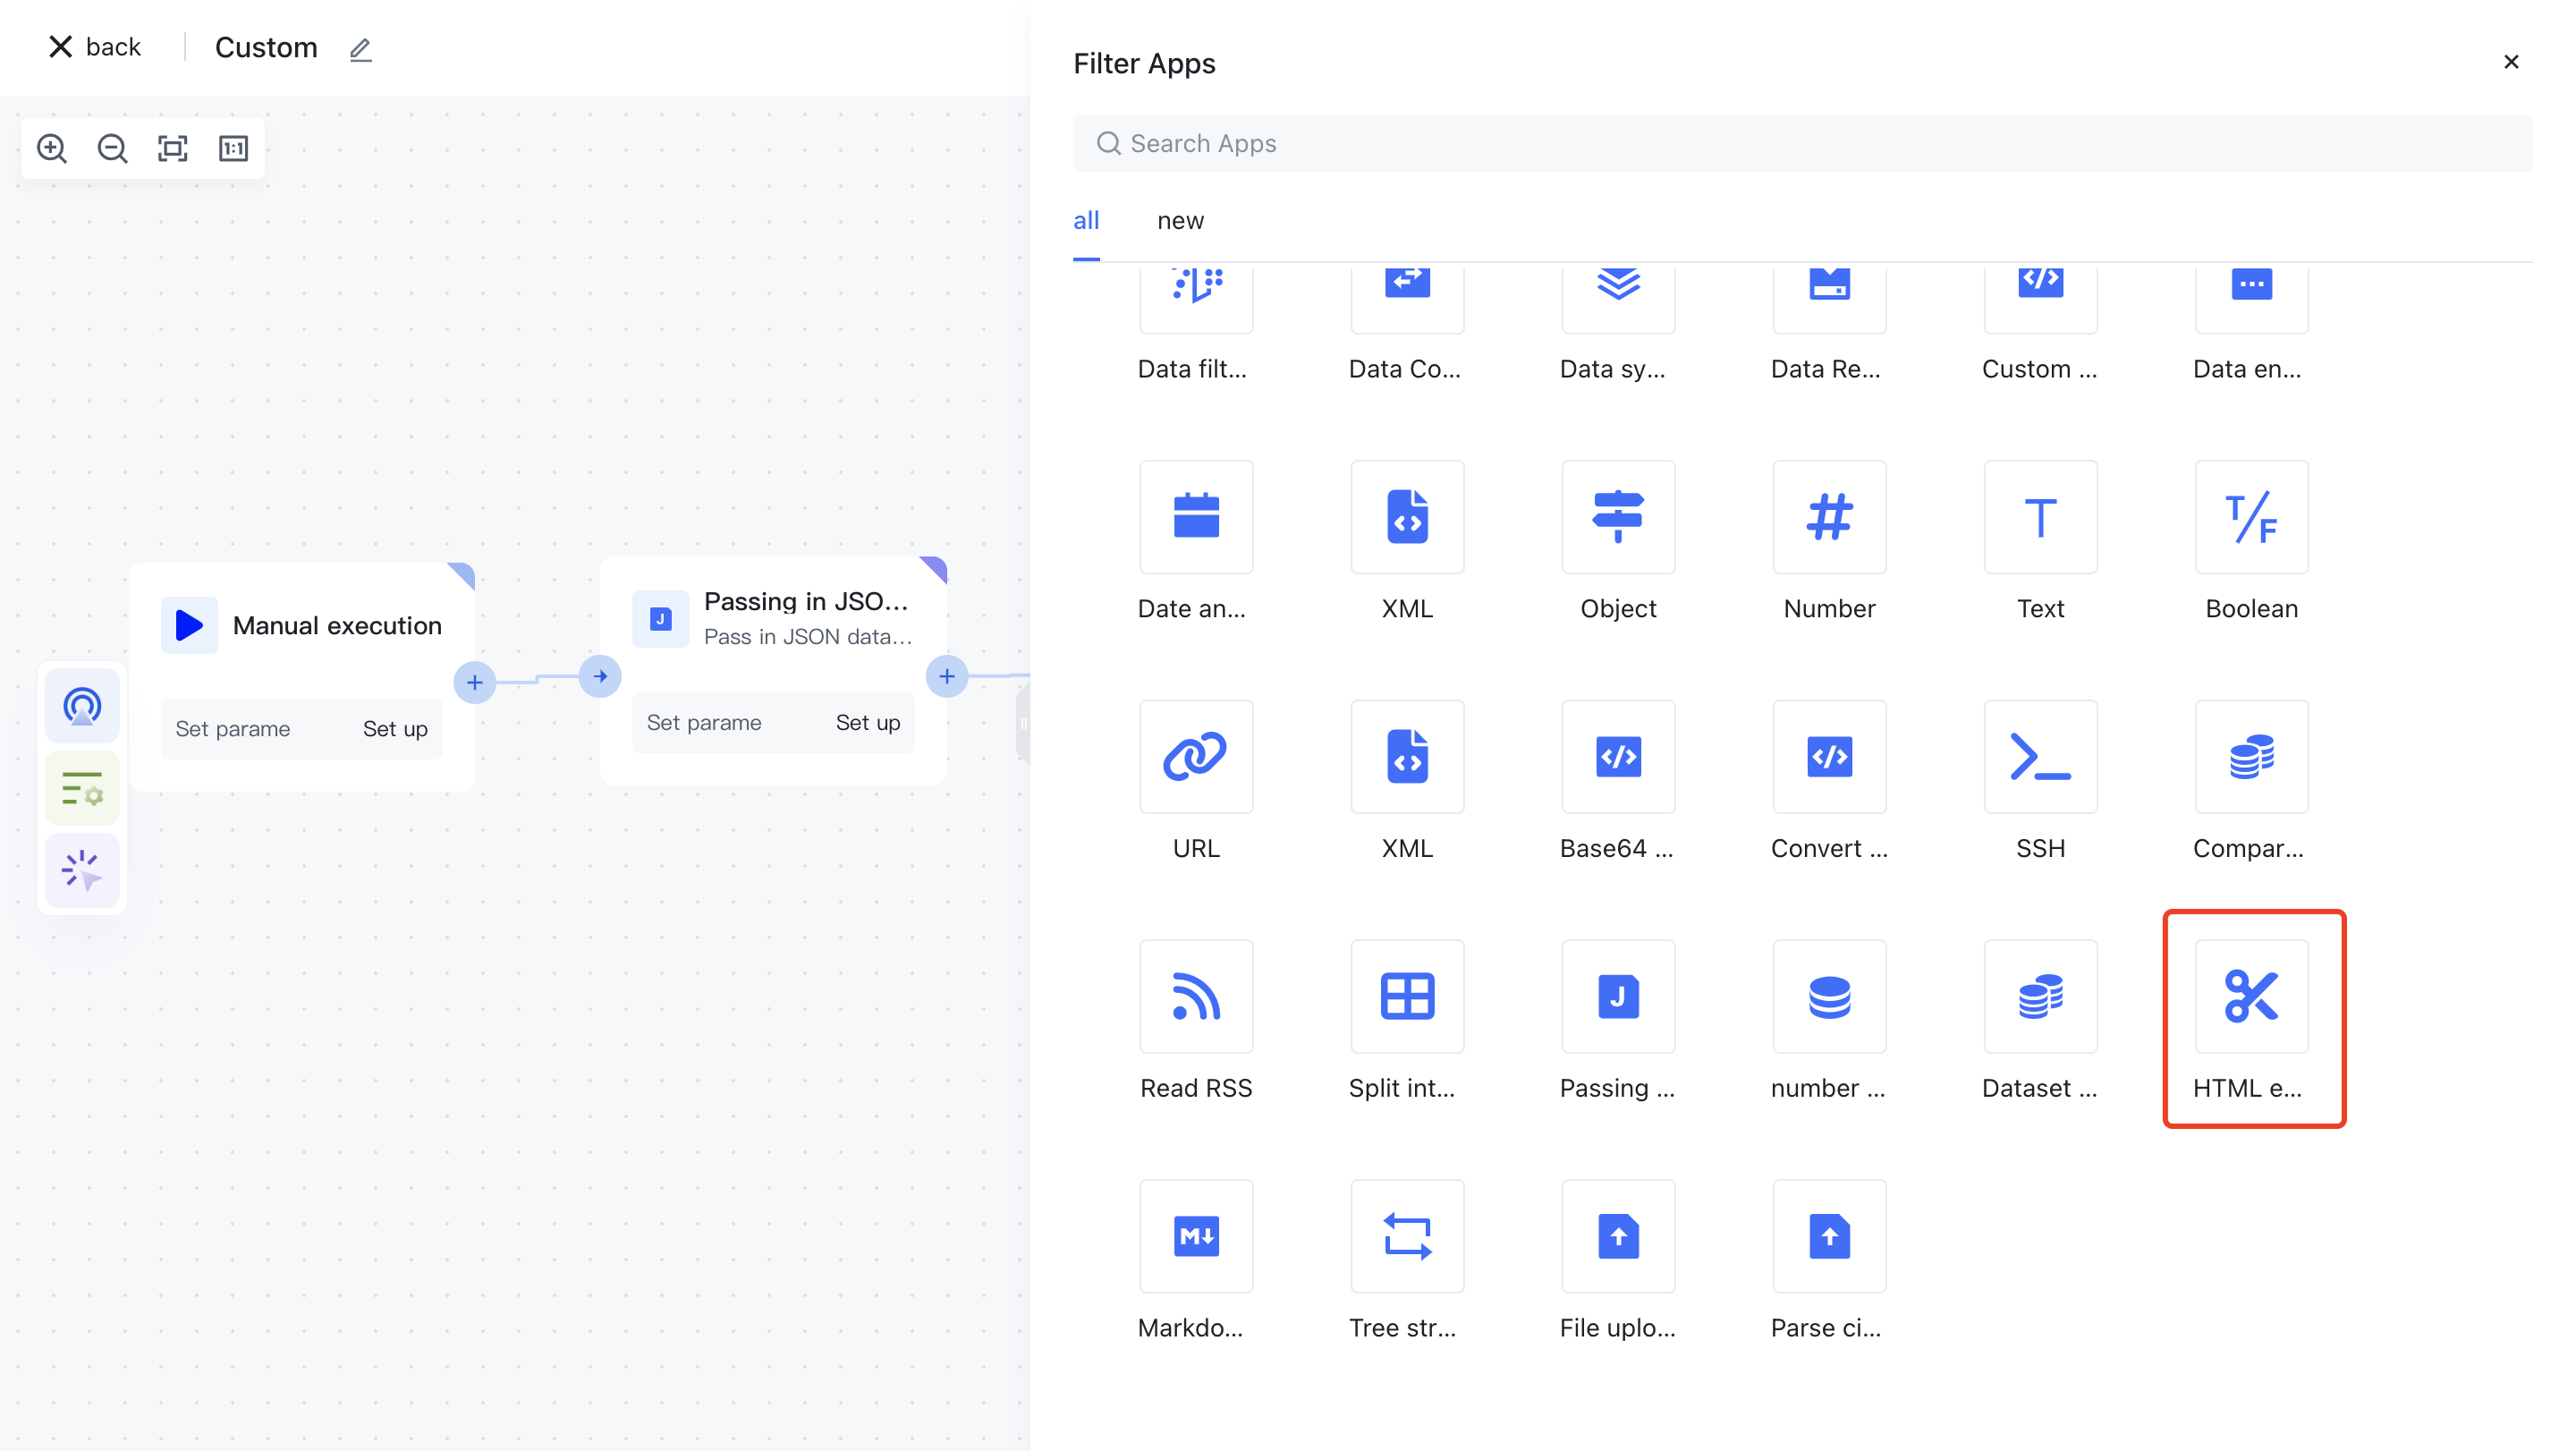 back
Custom
1:1
Manual execution
Set parame
Set up
J
Passing in JSO...
Pass in JSON data...
Set parame
Set up
Filter Apps
Search Apps
all
new
Data filt...
Data Co...
Data sy...
Data Re...
Custom ...
Data en...
T
T/F
Date an...
XML
Object
Number
Text
Boolean
URL
XML
Base64 ...
Convert ...
SSH
Compar...
J
Read RSS
Split int...
Passing ...
number ...
Dataset ...
HTML e...
M
Markdo...
Tree str...
File uplo...
Parse ci...